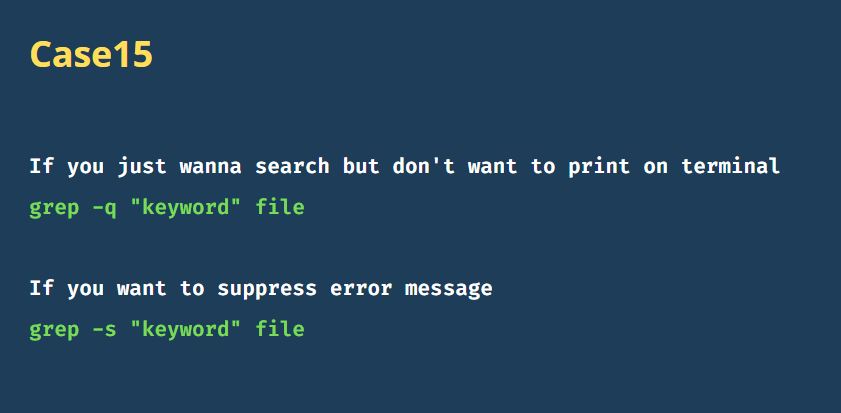 Case15
If you just wanna search but don't want to print on terminal
grep -q "keyword" file
If you want to suppress error message
grep -s "keyword" file